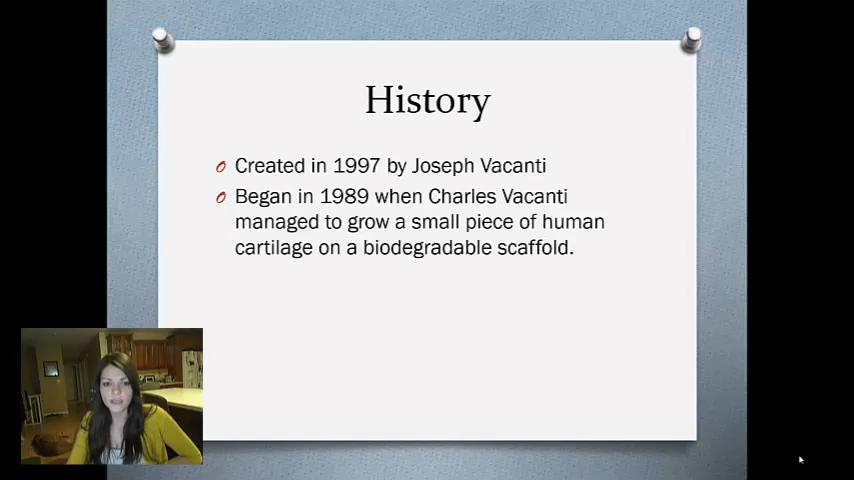 History
Created in 1997 by Joseph Vacanti
Began in 1989 when Charles Vacanti
managed to grow a small piece of human
cartilage on a biodegradable scaffold.